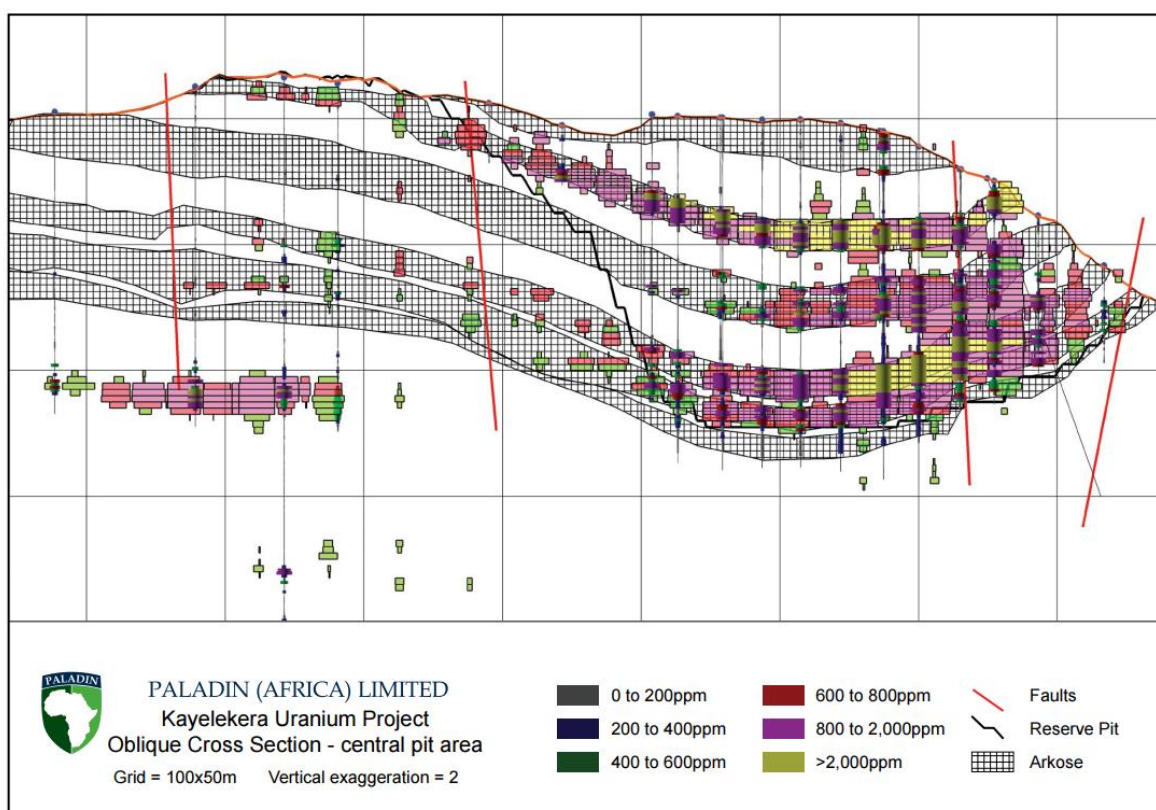 PALADIN
PALADIN (AFRICA) LIMITED
Kayelekera Uranium Project
Oblique Cross Section - central pit area
Grid = 100x50m Vertical exaggeration = 2
0 to 200ppm
200 to 400ppm
400 to 600ppm
600 to 800ppm
800 to 2,000ppm
>2,000ppm
Faults
Reserve Pit
Arkose